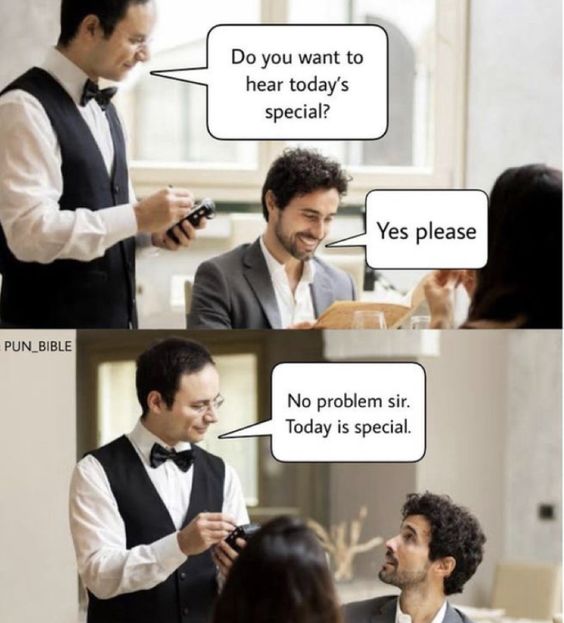 Do you want to
hear today's
special?
Yes please
PUN_BIBLE
No problem sir.
Today is special.